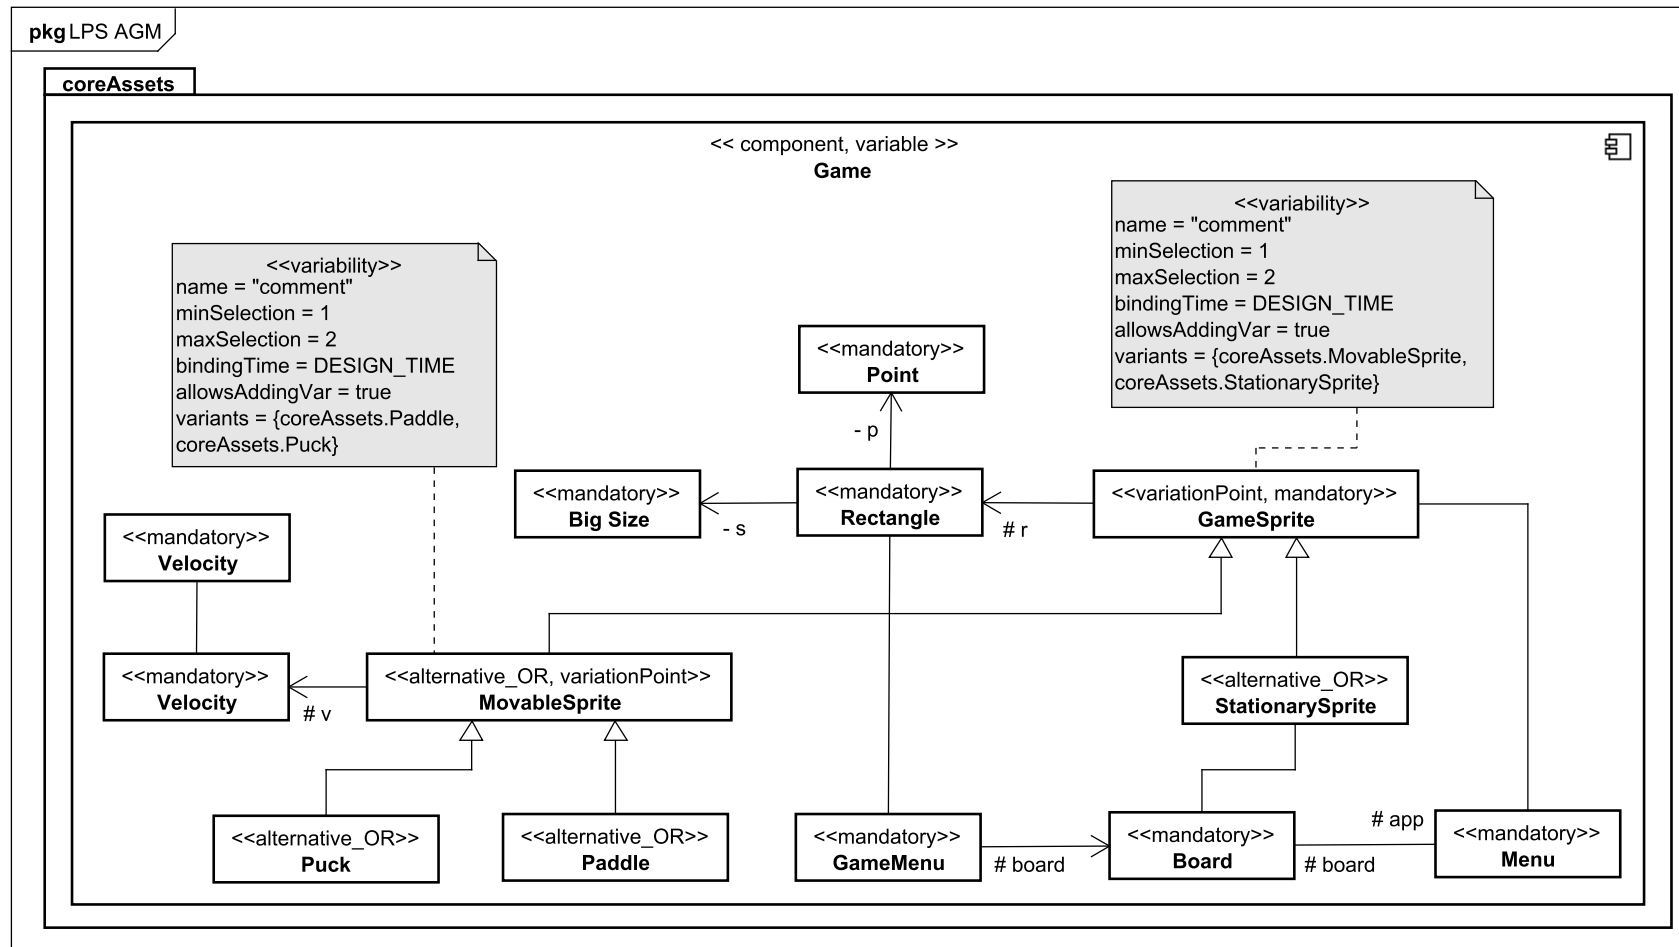 pkg LPS AGM
coreAssets
<< component, variable >>
Game
<<variability>>
name = "comment"
minSelection = 1
maxSelection = 2
bindingTime = DESIGN_TIME
allowsAddingVar = true
variants = {coreAssets.MovableSprite,
coreAssets.StationarySprite}
<<variability>>
name = "comment"
minSelection = 1
maxSelection = 2
bindingTime = DESIGN_TIME
allowsAddingVar = true
variants = {coreAssets.Paddle,
coreAssets.Puck}
<<mandatory>>
Point
- p
<<mandatory>>
Big Size
- s
<<mandatory>>
Rectangle
# r
<<variationPoint, mandatory>>
GameSprite
<<mandatory>>
Velocity
<<mandatory>>
Velocity
# v
<<alternative_OR, variationPoint>>
MovableSprite
<<alternative_OR>>
StationarySprite
<<alternative_OR>>
Puck
<<alternative_OR>>
Paddle
<<mandatory>>
GameMenu
# board
<<mandatory>>
Board
# app
# board
<<mandatory>>
Menu